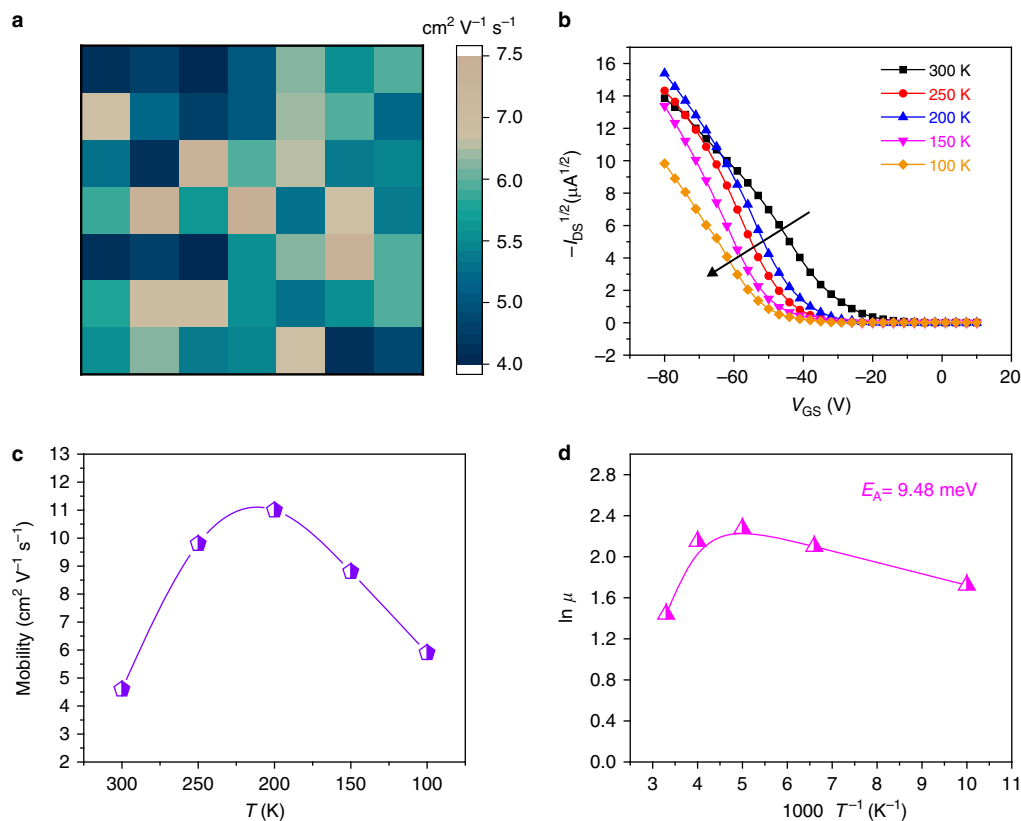 a
cm² V⁻¹ s⁻¹
7.5
7.0
6.0
5.5
5.0
4.0
b
16
14
12
10
8
6
4
2
0
−2
−I_DS^1/2 (μA^1/2)
300 K
250 K
200 K
150 K
100 K
−80 −60 −40 −20 0 20
V_GS (V)
c
13
12
11
10
9
8
7
6
5
4
3
2
Mobility (cm² V⁻¹ s⁻¹)
300 250 200 150 100
T (K)
d
2.8
2.4
2.0
1.6
1.2
0.8
0.4
0.0
ln μ
E_A= 9.48 meV
3 4 5 6 7 8 9 10 11
1000 T⁻¹ (K⁻¹)